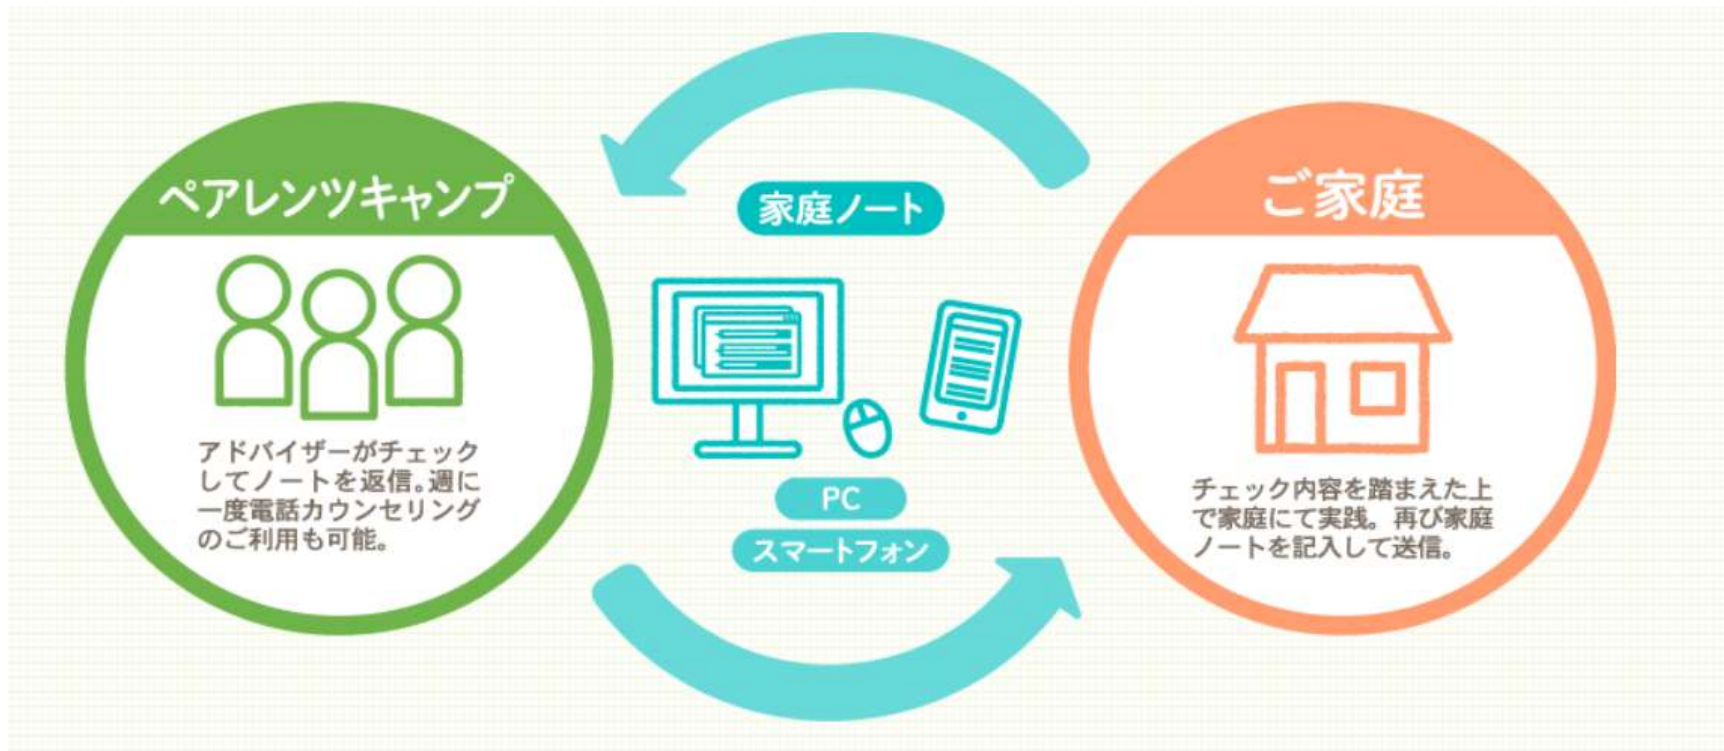 ペアレンツキャンプ
アドバイザーがチェック
してノートを返信。週に
一度電話カウンセリング
のご利用も可能。
家庭ノート
PC
スマートフォン
ご家庭
チェック内容を踏まえた上
で家庭にて実践。再び家庭
ノートを記入して送信。